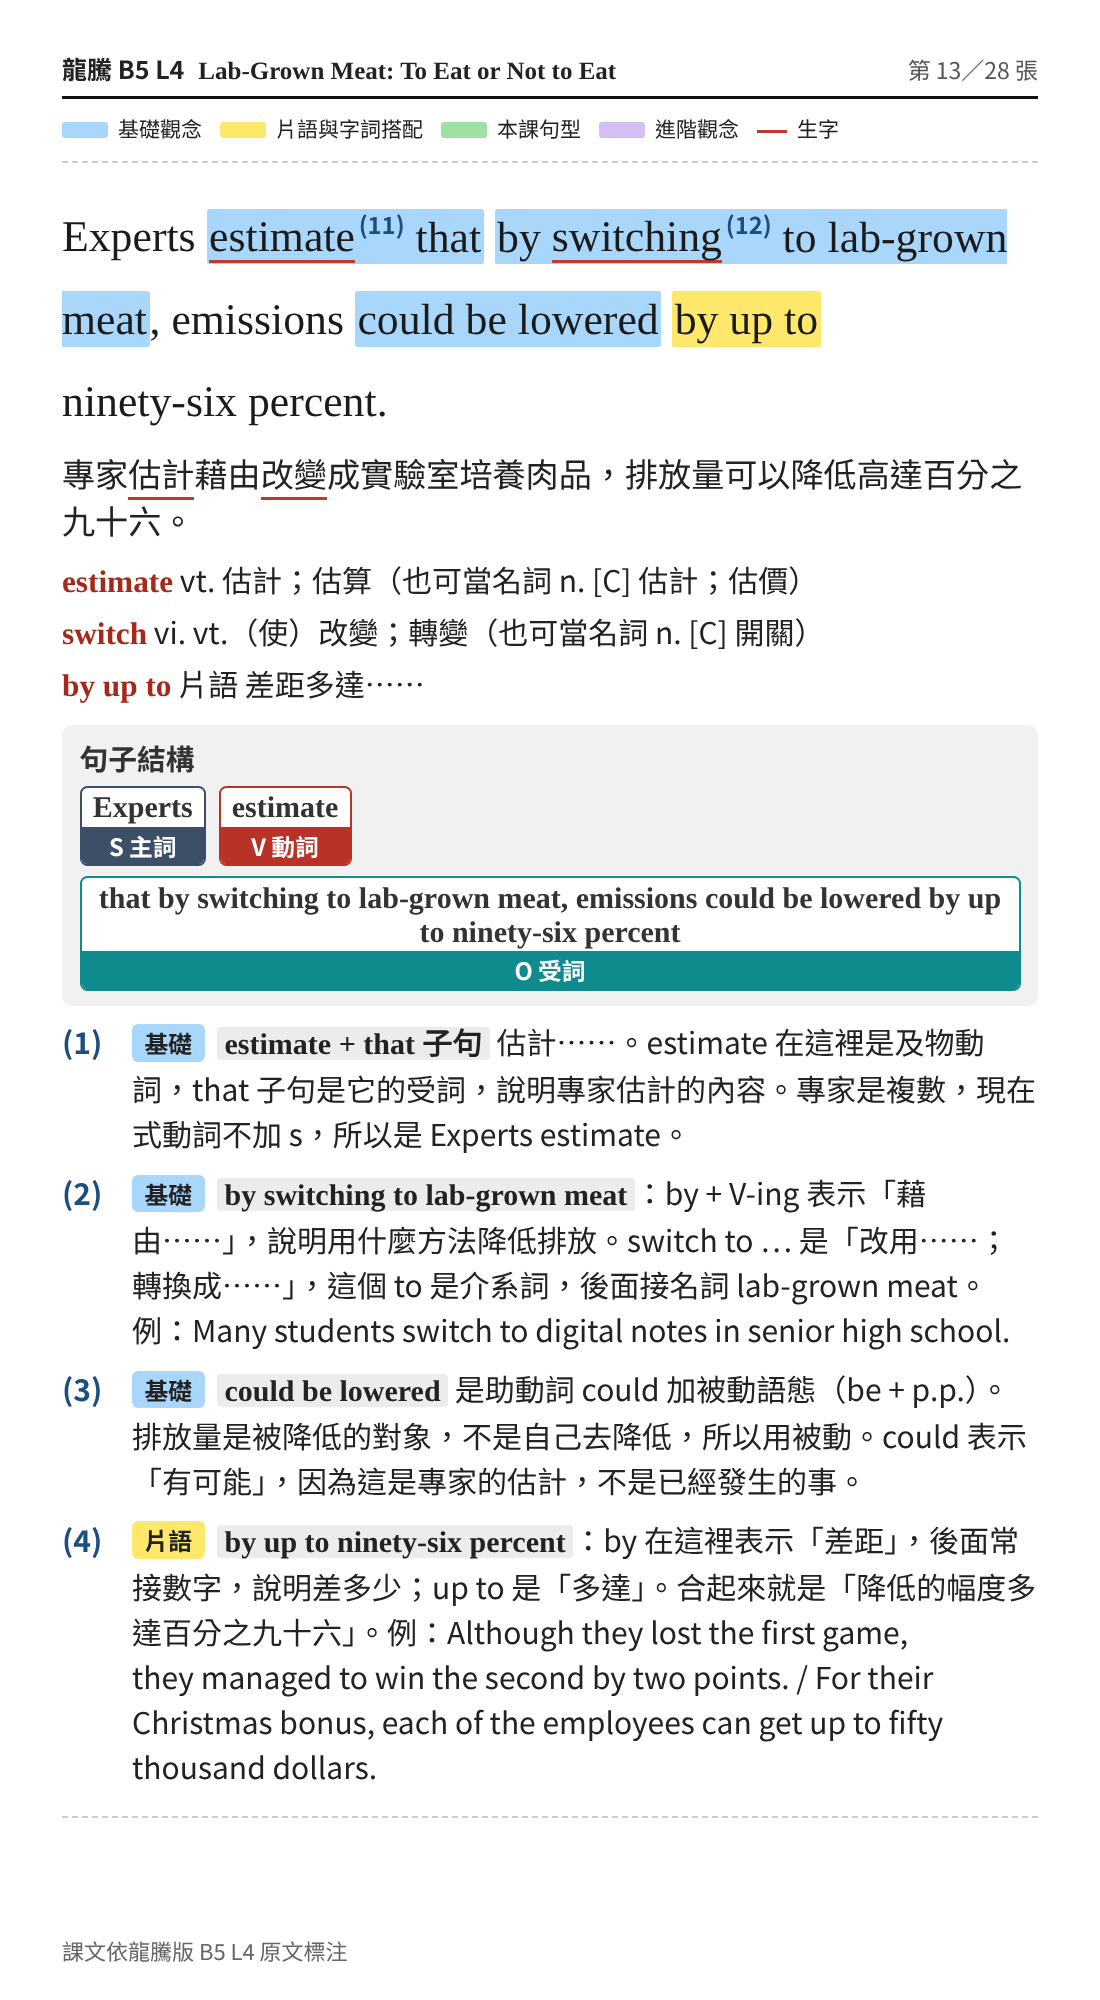 龍騰 B5 L4 Lab-Grown Meat: To Eat or Not to Eat 第 13／28 張
基礎觀念 片語與字詞搭配 本課句型 進階觀念 生字
Experts estimate(11) that by switching(12) to lab-grown
meat, emissions could be lowered by up to
ninety-six percent.
專家估計藉由改變成實驗室培養肉品，排放量可以降低高達百分之
九十六。
estimate vt. 估計；估算（也可當名詞 n. [C] 估計；估價）
switch vi. vt.（使）改變；轉變（也可當名詞 n. [C] 開關）
by up to 片語 差距多達……
句子結構
Experts estimate
S 主詞 V 動詞
that by switching to lab-grown meat, emissions could be lowered by up
to ninety-six percent
O 受詞
(1) 基礎 estimate + that 子句 估計……。estimate 在這裡是及物動
詞，that 子句是它的受詞，說明專家估計的內容。專家是複數，現在
式動詞不加 s，所以是 Experts estimate。
(2) 基礎 by switching to lab-grown meat：by + V-ing 表示「藉
由……」，說明用什麼方法降低排放。switch to … 是「改用……；
轉換成……」，這個 to 是介系詞，後面接名詞 lab-grown meat。
例：Many students switch to digital notes in senior high school.
(3) 基礎 could be lowered 是助動詞 could 加被動語態（be + p.p.）。
排放量是被降低的對象，不是自己去降低，所以用被動。could 表示
「有可能」，因為這是專家的估計，不是已經發生的事。
(4) 片語 by up to ninety-six percent：by 在這裡表示「差距」，後面常
接數字，說明差多少；up to 是「多達」。合起來就是「降低的幅度多
達百分之九十六」。例：Although they lost the first game,
they managed to win the second by two points. / For their
Christmas bonus, each of the employees can get up to fifty
thousand dollars.
課文依龍騰版 B5 L4 原文標注